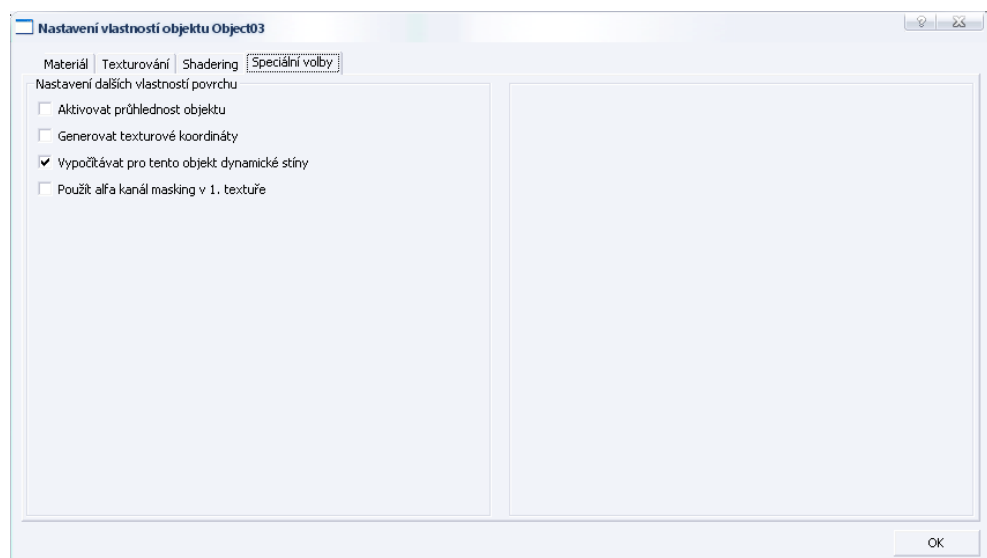 Nastavení vlastností objektu Object03
Materiál Texturování Shadering Speciální volby
Nastavení dalších vlastností povrchu
Aktivovat průhlednost objektu
Generovat texturové koordináty
Vypočítávat pro tento objekt dynamické stíny
Použít alfa kanál masking v 1. textuře
OK